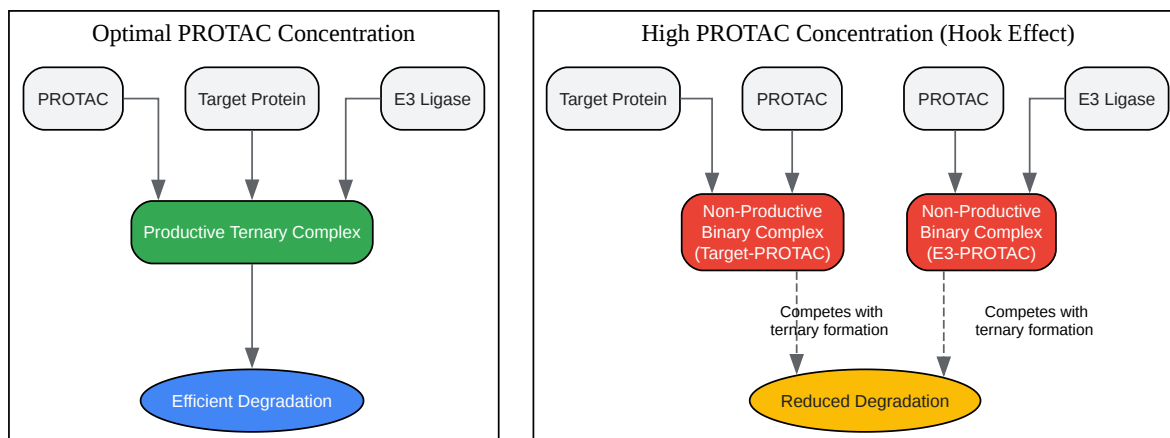 Optimal PROTAC Concentration
PROTAC
Target Protein
E3 Ligase
Productive Ternary Complex
Efficient Degradation
High PROTAC Concentration (Hook Effect)
Target Protein
PROTAC
PROTAC
E3 Ligase
Non-Productive
Binary Complex
(Target-PROTAC)
Non-Productive
Binary Complex
(E3-PROTAC)
Competes with
ternary formation
Competes with
ternary formation
Reduced Degradation